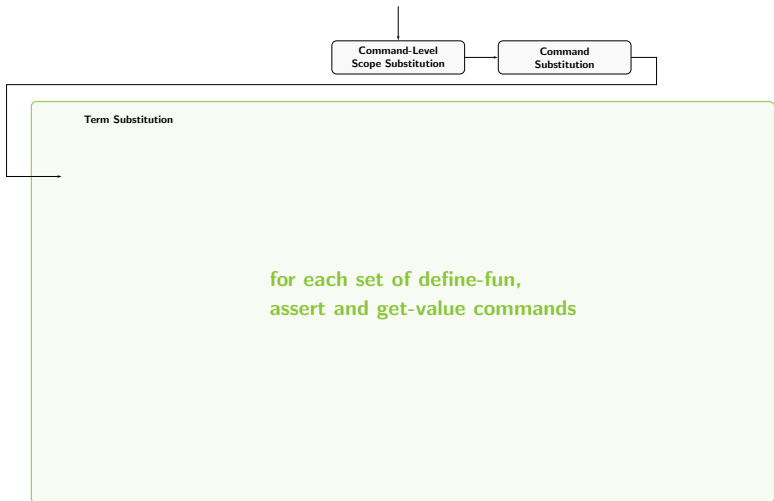 Command-Level
Scope Substitution
Command
Substitution
Term Substitution
for each set of define-fun,
assert and get-value commands